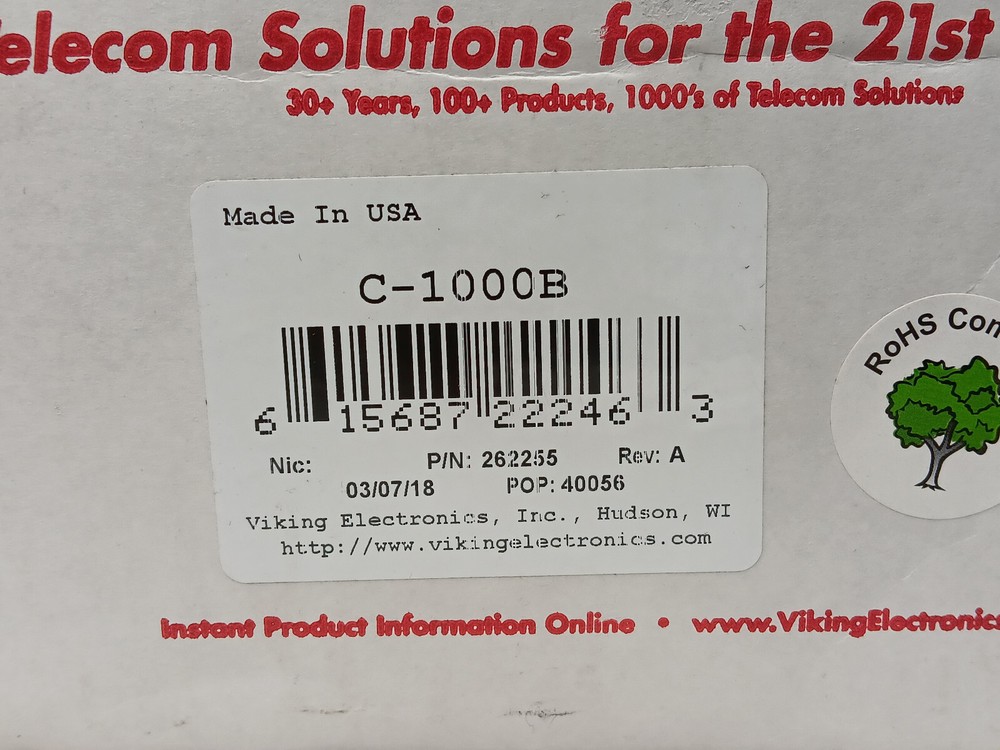 elecom Solutions for the 21st
30+ Years, 100+ Products, 1000's of Telecom Solutions
Made In USA
C-1000B
6 15687 22246 3
Nic: P/N: 262255 Rev: A
03/07/18 POP: 40056
Viking Electronics, Inc., Hudson, WI
http://www.vikingelectronics.com
RoHS Com
Instant Product Information Online • www.VikingElectronics